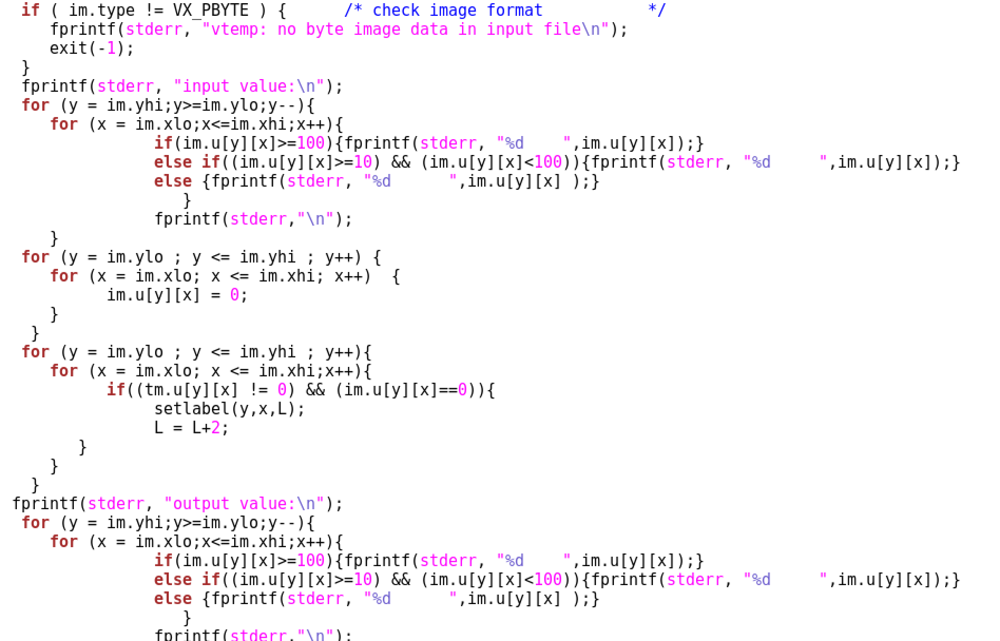 if ( im.type != VX_PBYTE ) {      /* check image format           */
   fprintf(stderr, "vtemp: no byte image data in input file\n");
   exit(-1);
}
fprintf(stderr, "input value:\n");
for (y = im.yhi;y>=im.ylo;y--){
   for (x = im.xlo;x<=im.xhi;x++){
              if(im.u[y][x]>=100){fprintf(stderr, "%d    ",im.u[y][x]);}
              else if((im.u[y][x]>=10) && (im.u[y][x]<100)){fprintf(stderr, "%d     ",im.u[y][x]);}
              else {fprintf(stderr, "%d      ",im.u[y][x] );}
                 }
              fprintf(stderr,"\n");
   }
for (y = im.ylo ; y <= im.yhi ; y++) {
   for (x = im.xlo; x <= im.xhi; x++)  {
         im.u[y][x] = 0;
   }
 }
for (y = im.ylo ; y <= im.yhi ; y++){
   for (x = im.xlo; x <= im.xhi;x++){
         if((tm.u[y][x] != 0) && (im.u[y][x]==0)){
              setlabel(y,x,L);
              L = L+2;
      }
   }
 }
fprintf(stderr, "output value:\n");
for (y = im.yhi;y>=im.ylo;y--){
   for (x = im.xlo;x<=im.xhi;x++){
              if(im.u[y][x]>=100){fprintf(stderr, "%d    ",im.u[y][x]);}
              else if((im.u[y][x]>=10) && (im.u[y][x]<100)){fprintf(stderr, "%d     ",im.u[y][x]);}
              else {fprintf(stderr, "%d      ",im.u[y][x] );}
                 }
              fprintf(stderr,"\n");